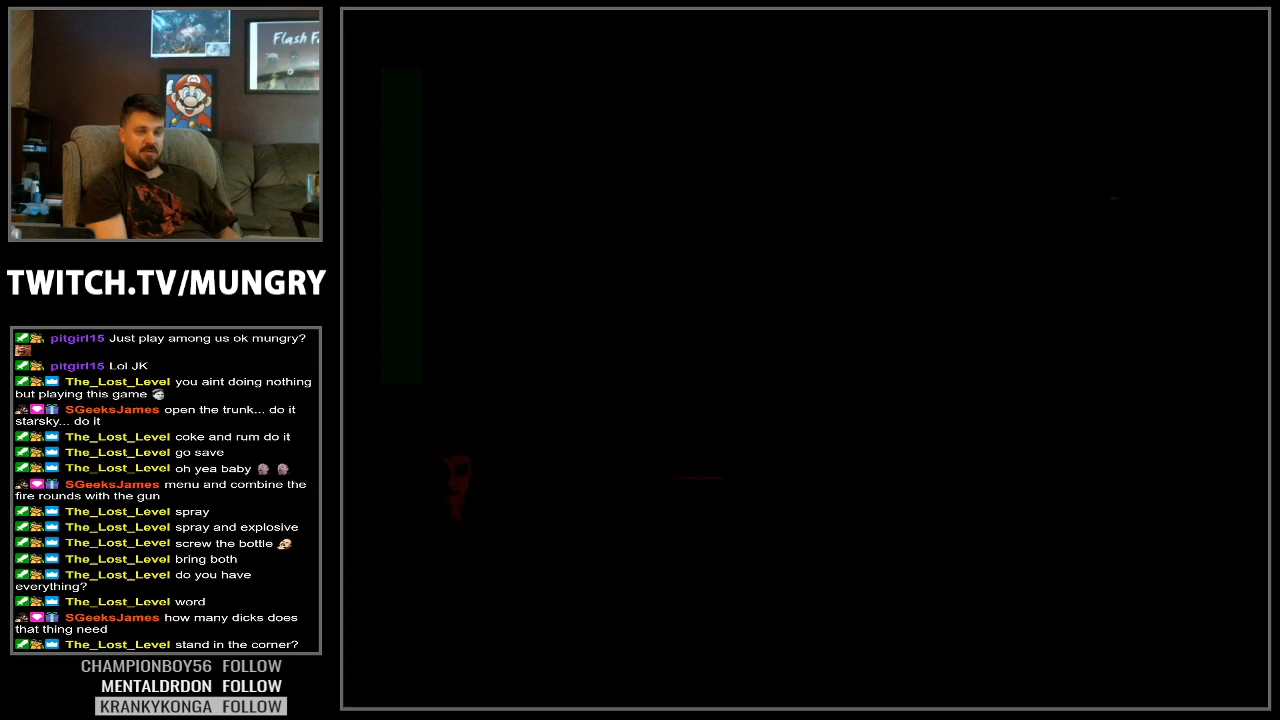 Flash F
TWITCH.TV/MUNGRY
pitgirl15 Just play among us ok mungry?
pitgirl15 Lol JK
The_Lost_Level you aint doing nothing
but playing this game
SGeeksJames open the trunk... do it
starsky... do it
The_Lost_Level coke and rum do it
The_Lost_Level go save
The_Lost_Level oh yea baby
SGeeksJames menu and combine the
fire rounds with the gun
The_Lost_Level spray
The_Lost_Level spray and explosive
The_Lost_Level screw the bottle
The_Lost_Level bring both
The_Lost_Level do you have
everything?
The_Lost_Level word
SGeeksJames how many dicks does
that thing need
The_Lost_Level stand in the corner?
CHAMPIONBOY56 FOLLOW
MENTALDRDON FOLLOW
KRANKYKONGA FOLLOW